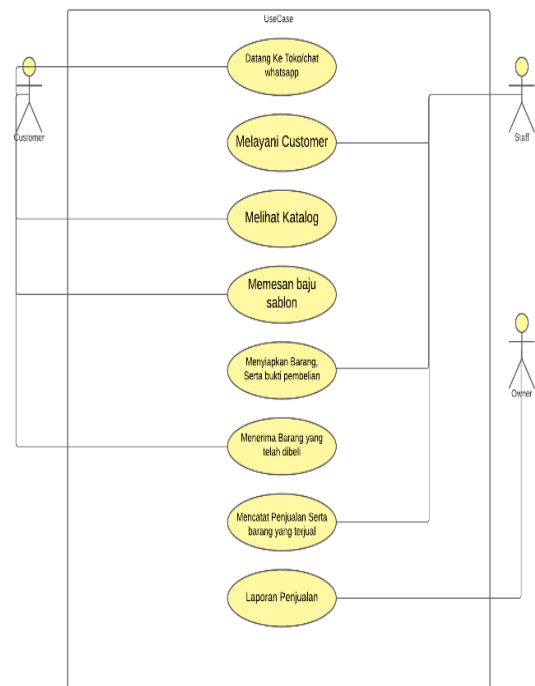 UseCase
Datang Ke Toko/chat
whatsapp
Customer
Staff
Melayani Customer
Melihat Katalog
Memesan baju
sablon
Menyiapkan Barang,
Serta bukti pembelian
Owner
Menerima Barang yang
telah dibeli
Mencatat Penjualan Serta
barang yang terjual
Laporan Penjualan